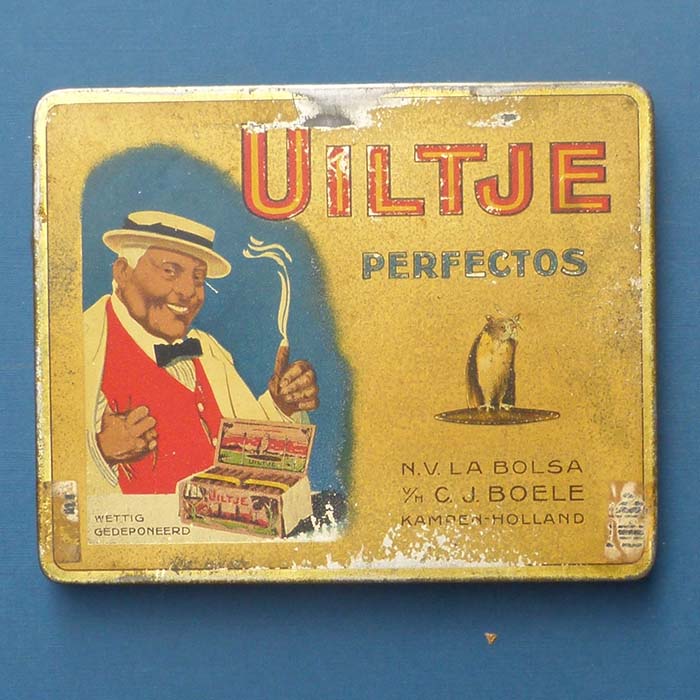 UILTJE
PERFECTOS
N.V. LA BOLSA
V/H C. J. BOELE
KAMPEN-HOLLAND
UILTJE
UILTJE
WETTIG
GEDEPONEERD